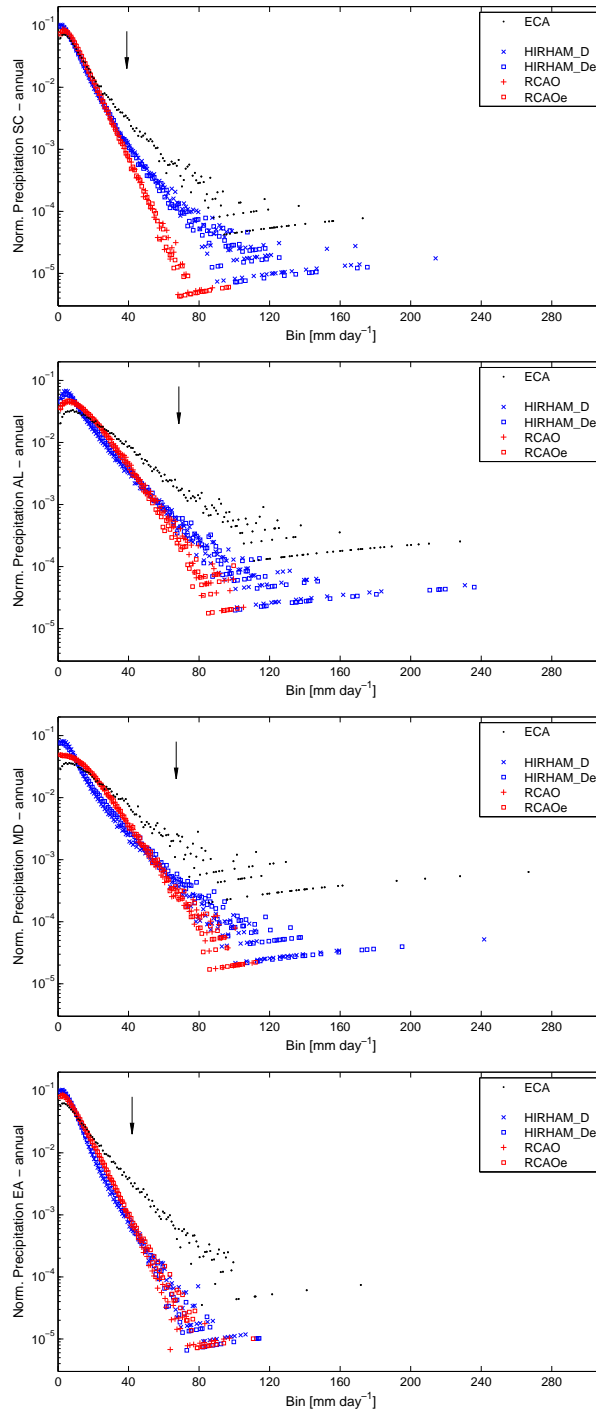 10⁻¹
10⁻²
10⁻³
10⁻⁴
10⁻⁵
Norm. Precipitation SC − annual
ECA
HIRHAM_D
HIRHAM_De
RCAO
RCAOe
0 40 80 120 160 200 240 280
Bin [mm day⁻¹]
10⁻¹
10⁻²
10⁻³
10⁻⁴
10⁻⁵
Norm. Precipitation AL − annual
ECA
HIRHAM_D
HIRHAM_De
RCAO
RCAOe
0 40 80 120 160 200 240 280
Bin [mm day⁻¹]
10⁻¹
10⁻²
10⁻³
10⁻⁴
10⁻⁵
Norm. Precipitation MD − annual
ECA
HIRHAM_D
HIRHAM_De
RCAO
RCAOe
0 40 80 120 160 200 240 280
Bin [mm day⁻¹]
10⁻¹
10⁻²
10⁻³
10⁻⁴
10⁻⁵
Norm. Precipitation EA − annual
ECA
HIRHAM_D
HIRHAM_De
RCAO
RCAOe
0 40 80 120 160 200 240 280
Bin [mm day⁻¹]